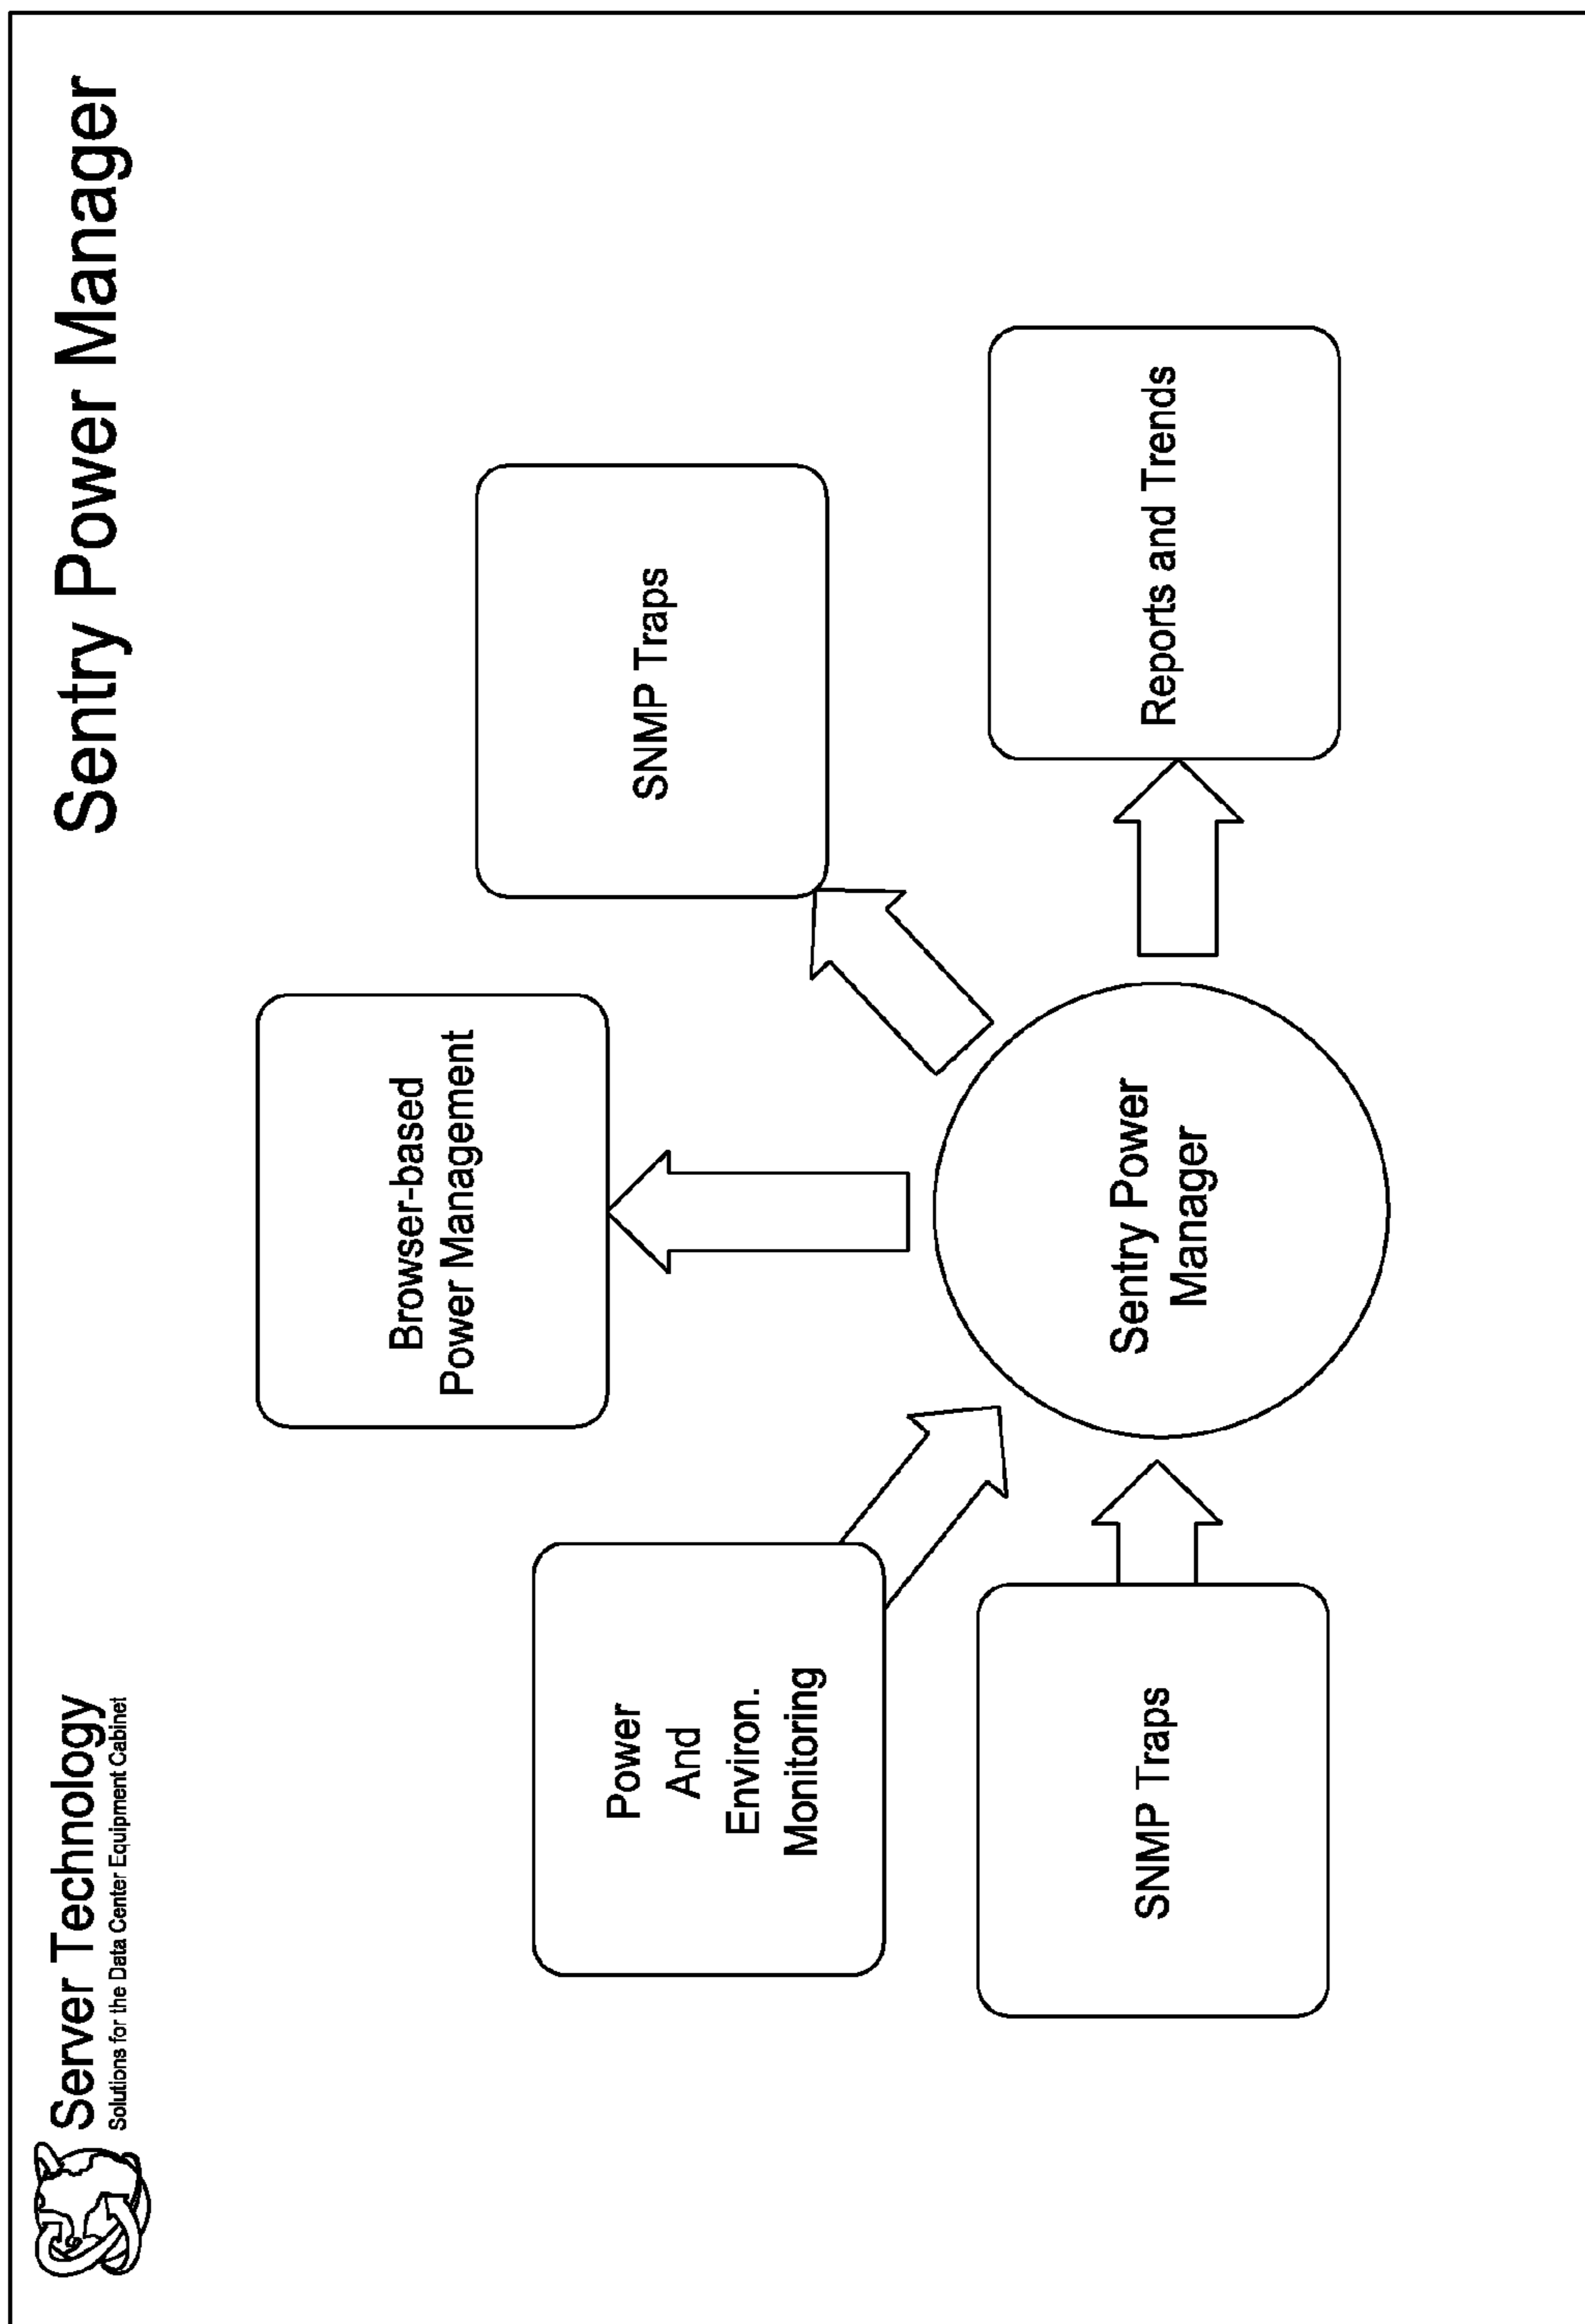 Server Technology
Solutions for the Data Center Equipment Cabinet
Sentry Power Manager
Browser-based
Power Management
SNMP Traps
Power
And
Environ.
Monitoring
SNMP Traps
Sentry Power
Manager
Reports and Trends